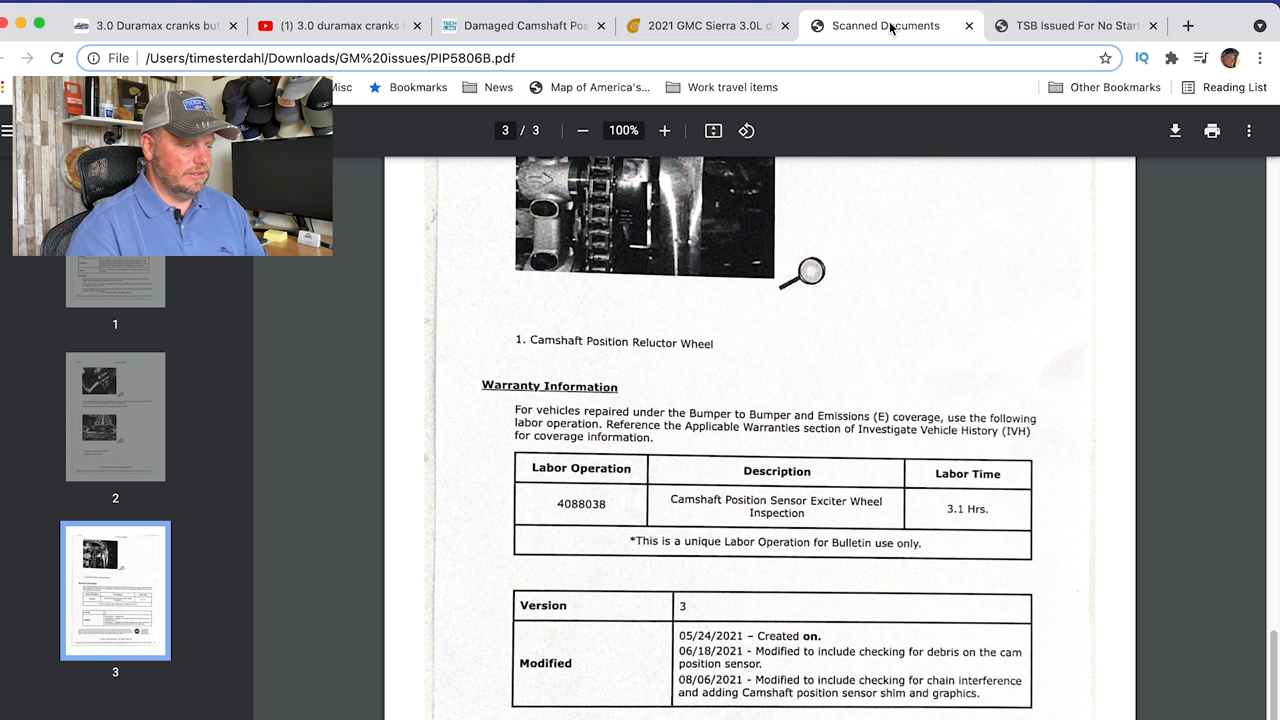 3.0 Duramax cranks but
(1) 3.0 duramax cranks
Damaged Camshaft Pos
2021 GMC Sierra 3.0L d
Scanned Documents
TSB Issued For No Start
File
/Users/timesterdahl/Downloads/GM%20issues/PIP5806B.pdf
IQ
Misc
Bookmarks
News
Map of America's...
Work travel items
Other Bookmarks
Reading List
3 / 3
100%
1
2
3
1. Camshaft Position Reluctor Wheel
Warranty Information
For vehicles repaired under the Bumper to Bumper and Emissions (E) coverage, use the following
labor operation. Reference the Applicable Warranties section of Investigate Vehicle History (IVH)
for coverage information.
Labor Operation
Description
Labor Time
4088038
Camshaft Position Sensor Exciter Wheel
Inspection
3.1 Hrs.
*This is a unique Labor Operation for Bulletin use only.
Version
3
Modified
05/24/2021 – Created on.
06/18/2021 - Modified to include checking for debris on the cam
position sensor.
08/06/2021 - Modified to include checking for chain interference
and adding Camshaft position sensor shim and graphics.